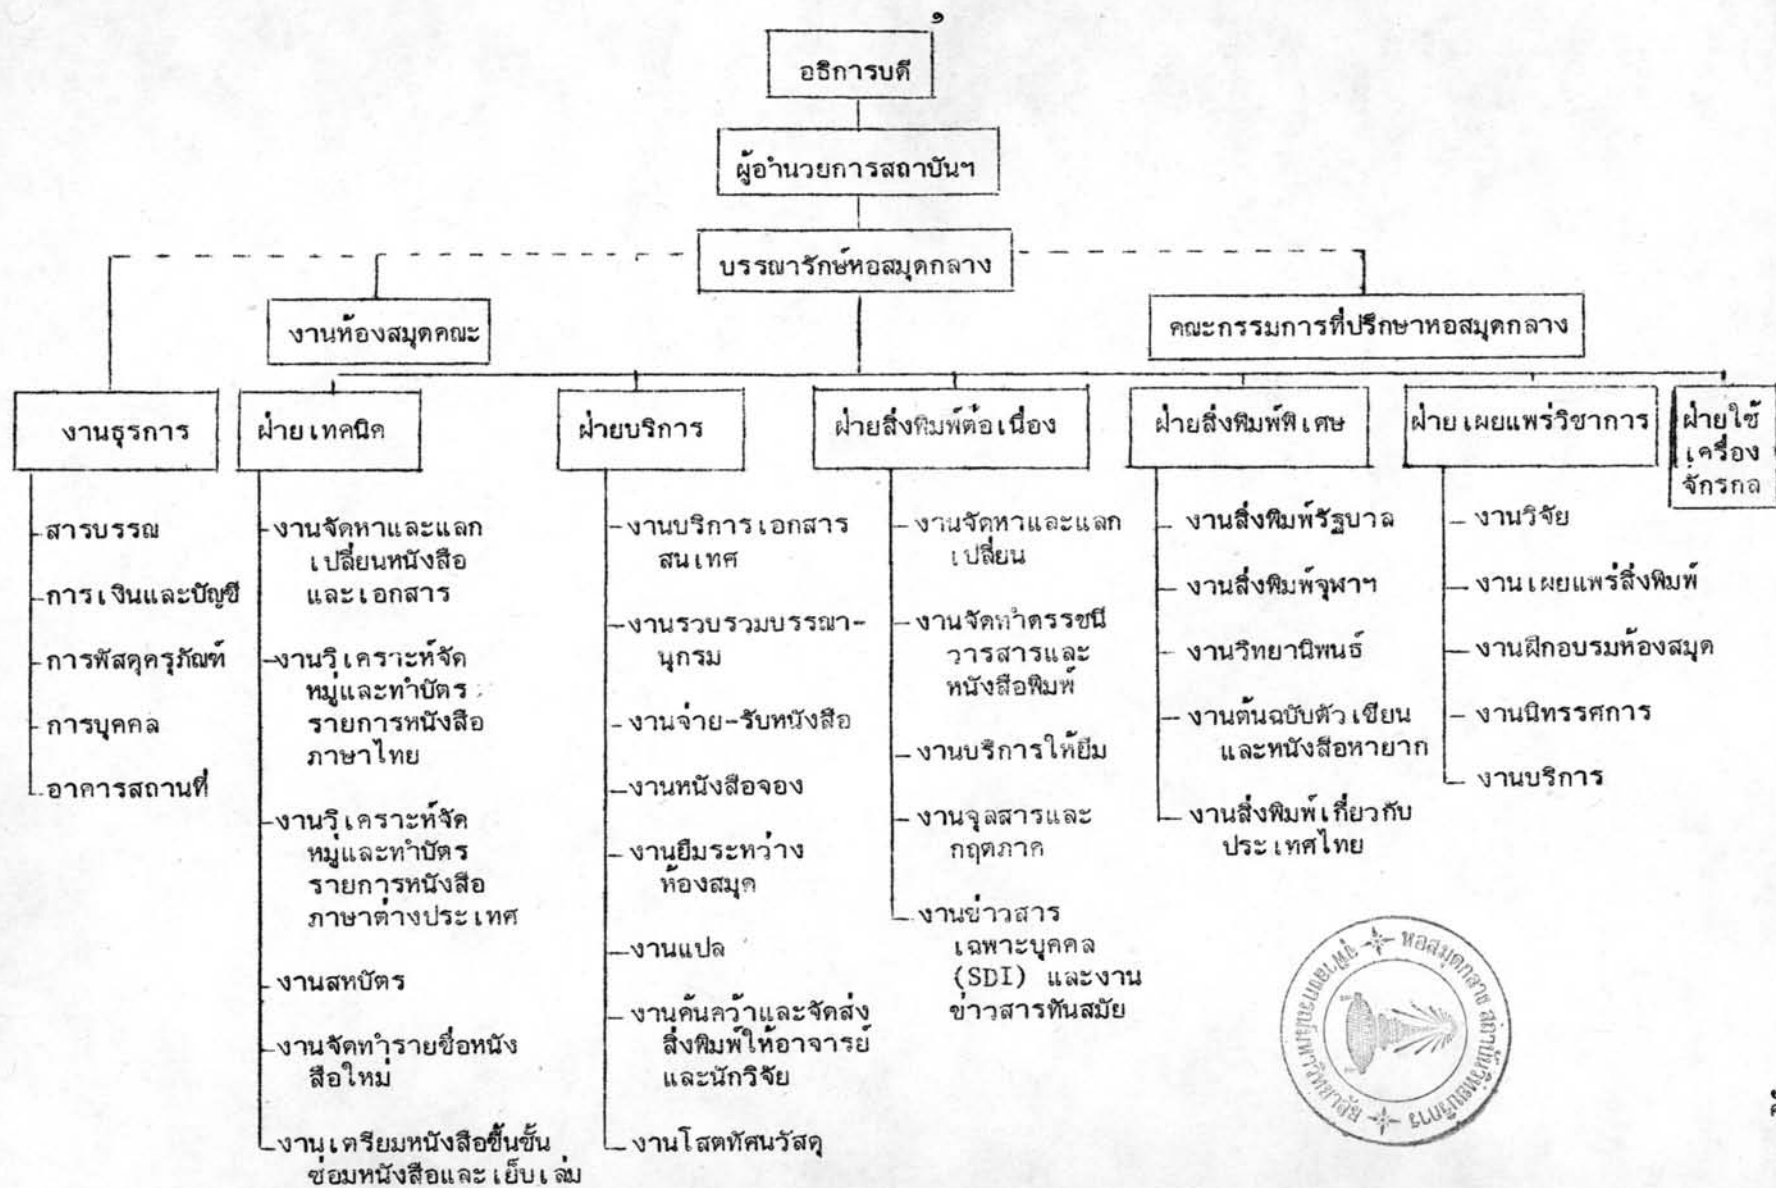 ๑
อธิการบดี
ผู้อำนวยการสถาบันฯ
บรรณารักษ์หอสมุดกลาง
งานห้องสมุดคณะ
คณะกรรมการที่ปรึกษาหอสมุดกลาง
งานธุรการ
สารบรรณ
การเงินและบัญชี
การพัสดุครุภัณฑ์
การบุคคล
อาคารสถานที่
ฝ่ายเทคนิค
งานจัดหาและแลก
เปลี่ยนหนังสือ
และเอกสาร
งานวิเคราะห์จัด
หมู่และทำบัตร
รายการหนังสือ
ภาษาไทย
งานวิเคราะห์จัด
หมู่และทำบัตร
รายการหนังสือ
ภาษาต่างประเทศ
งานสหบัตร
งานจัดทำรายชื่อหนัง
สือใหม่
งานเตรียมหนังสือขึ้นชั้น
ซ่อมหนังสือและเย็บเล่ม
ฝ่ายบริการ
งานบริการเอกสาร
สนเทศ
งานรวบรวมบรรณา-
นุกรม
งานจ่าย-รับหนังสือ
งานหนังสือจอง
งานยืมระหว่าง
ห้องสมุด
งานแปล
งานค้นคว้าและจัดส่ง
สิ่งพิมพ์ให้อาจารย์
และนักวิจัย
งานโสตทัศนวัสดุ
ฝ่ายสิ่งพิมพ์ต่อเนื่อง
งานจัดหาและแลก
เปลี่ยน
งานจัดทำดรรชนี
วารสารและ
หนังสือพิมพ์
งานบริการให้ยืม
งานจุลสารและ
กฤตภาค
งานข่าวสาร
เฉพาะบุคคล
(SDI) และงาน
ข่าวสารทันสมัย
ฝ่ายสิ่งพิมพ์พิเศษ
งานสิ่งพิมพ์รัฐบาล
งานสิ่งพิมพ์จุฬาฯ
งานวิทยานิพนธ์
งานต้นฉบับตัวเขียน
และหนังสือหายาก
งานสิ่งพิมพ์เกี่ยวกับ
ประเทศไทย
ฝ่ายเผยแพร่วิชาการ
งานวิจัย
งานเผยแพร่สิ่งพิมพ์
งานฝึกอบรมห้องสมุด
งานนิทรรศการ
งานบริการ
ฝ่ายใช้
เครื่อง
จักรกล
หอสมุดกลาง สถาบันวิทยบริการ
จุฬาลงกรณ์มหาวิทยาลัย